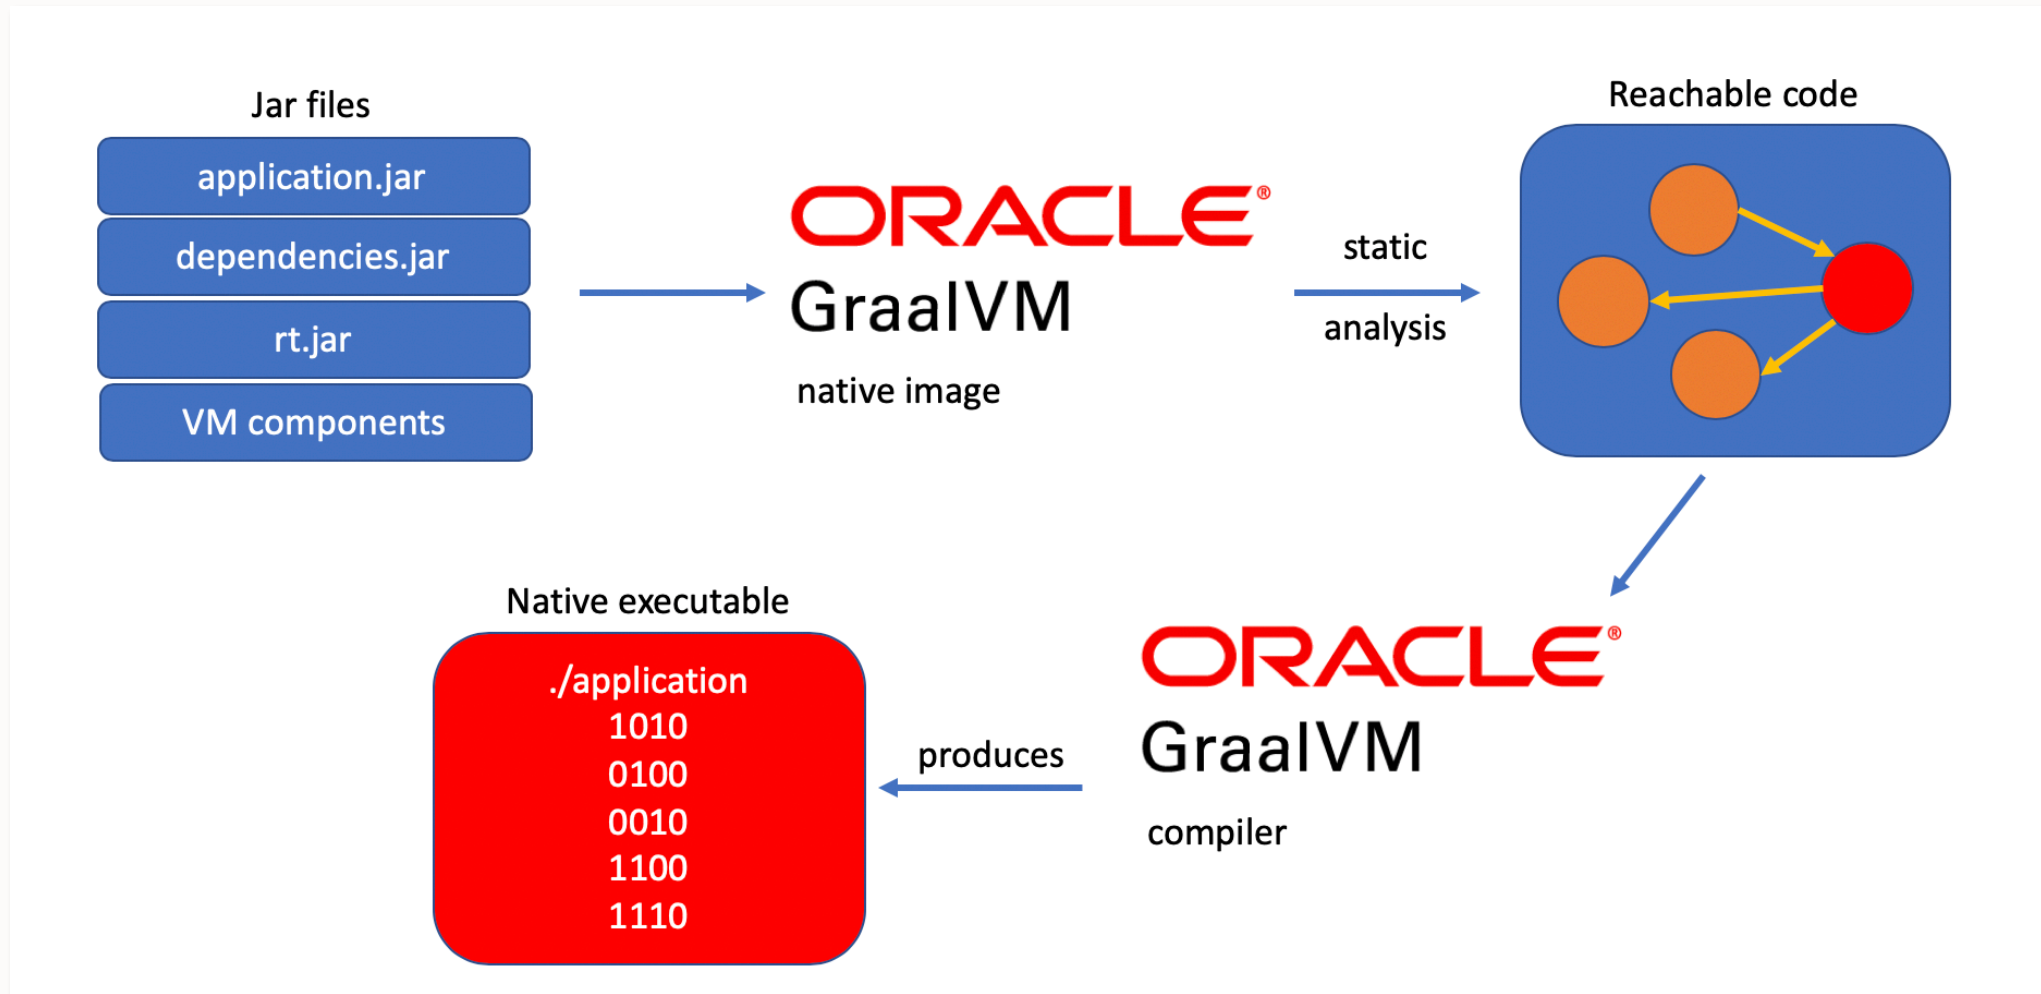 Jar files
application.jar
dependencies.jar
rt.jar
VM components
ORACLE®
GraalVM
native image
static
analysis
Reachable code
ORACLE®
GraalVM
compiler
produces
Native executable
./application
1010
0100
0010
1100
1110